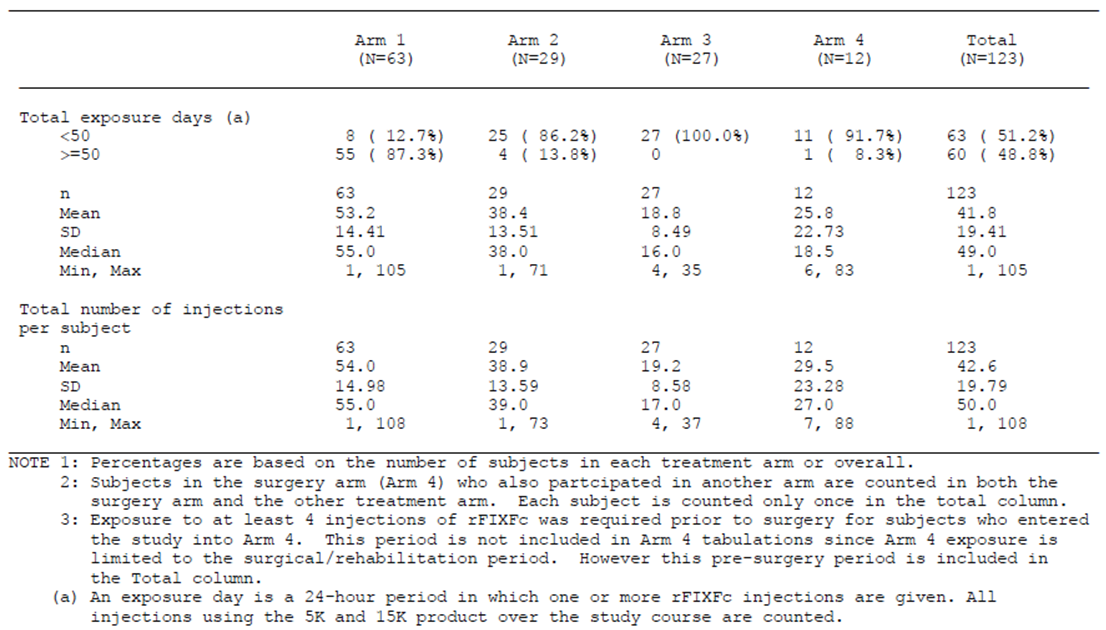 Arm 1 Arm 2 Arm 3 Arm 4 Total
(N=63) (N=29) (N=27) (N=12) (N=123)
Total exposure days (a)
<50 8 ( 12.7%) 25 ( 86.2%) 27 (100.0%) 11 ( 91.7%) 63 ( 51.2%)
>=50 55 ( 87.3%) 4 ( 13.8%) 0 1 ( 8.3%) 60 ( 48.8%)
n 63 29 27 12 123
Mean 53.2 38.4 18.8 25.8 41.8
SD 14.41 13.51 8.49 22.73 19.41
Median 55.0 38.0 16.0 18.5 49.0
Min, Max 1, 105 1, 71 4, 35 6, 83 1, 105
Total number of injections
per subject
n 63 29 27 12 123
Mean 54.0 38.9 19.2 29.5 42.6
SD 14.98 13.59 8.58 23.28 19.79
Median 55.0 39.0 17.0 27.0 50.0
Min, Max 1, 108 1, 73 4, 37 7, 88 1, 108
NOTE 1: Percentages are based on the number of subjects in each treatment arm or overall.
2: Subjects in the surgery arm (Arm 4) who also partcipated in another arm are counted in both the
surgery arm and the other treatment arm. Each subject is counted only once in the total column.
3: Exposure to at least 4 injections of rFIXFc was required prior to surgery for subjects who entered
the study into Arm 4. This period is not included in Arm 4 tabulations since Arm 4 exposure is
limited to the surgical/rehabilitation period. However this pre-surgery period is included in
the Total column.
(a) An exposure day is a 24-hour period in which one or more rFIXFc injections are given. All
injections using the 5K and 15K product over the study course are counted.